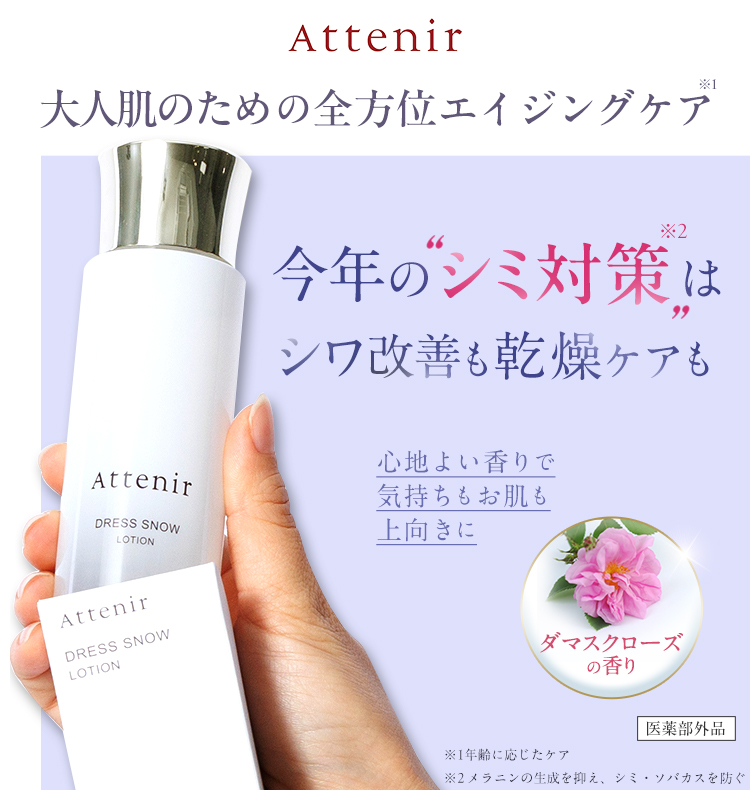 Attenir
大人肌のための全方位エイジングケア※1
今年の“シミ対策※2”は
シワ改善も乾燥ケアも
Attenir
DRESS SNOW
LOTION
心地よい香りで
気持ちもお肌も
上向きに
Attenir
DRESS SNOW
LOTION
ダマスクローズ
の香り
医薬部外品
※1年齢に応じたケア
※2メラニンの生成を抑え、シミ・ソバカスを防ぐ